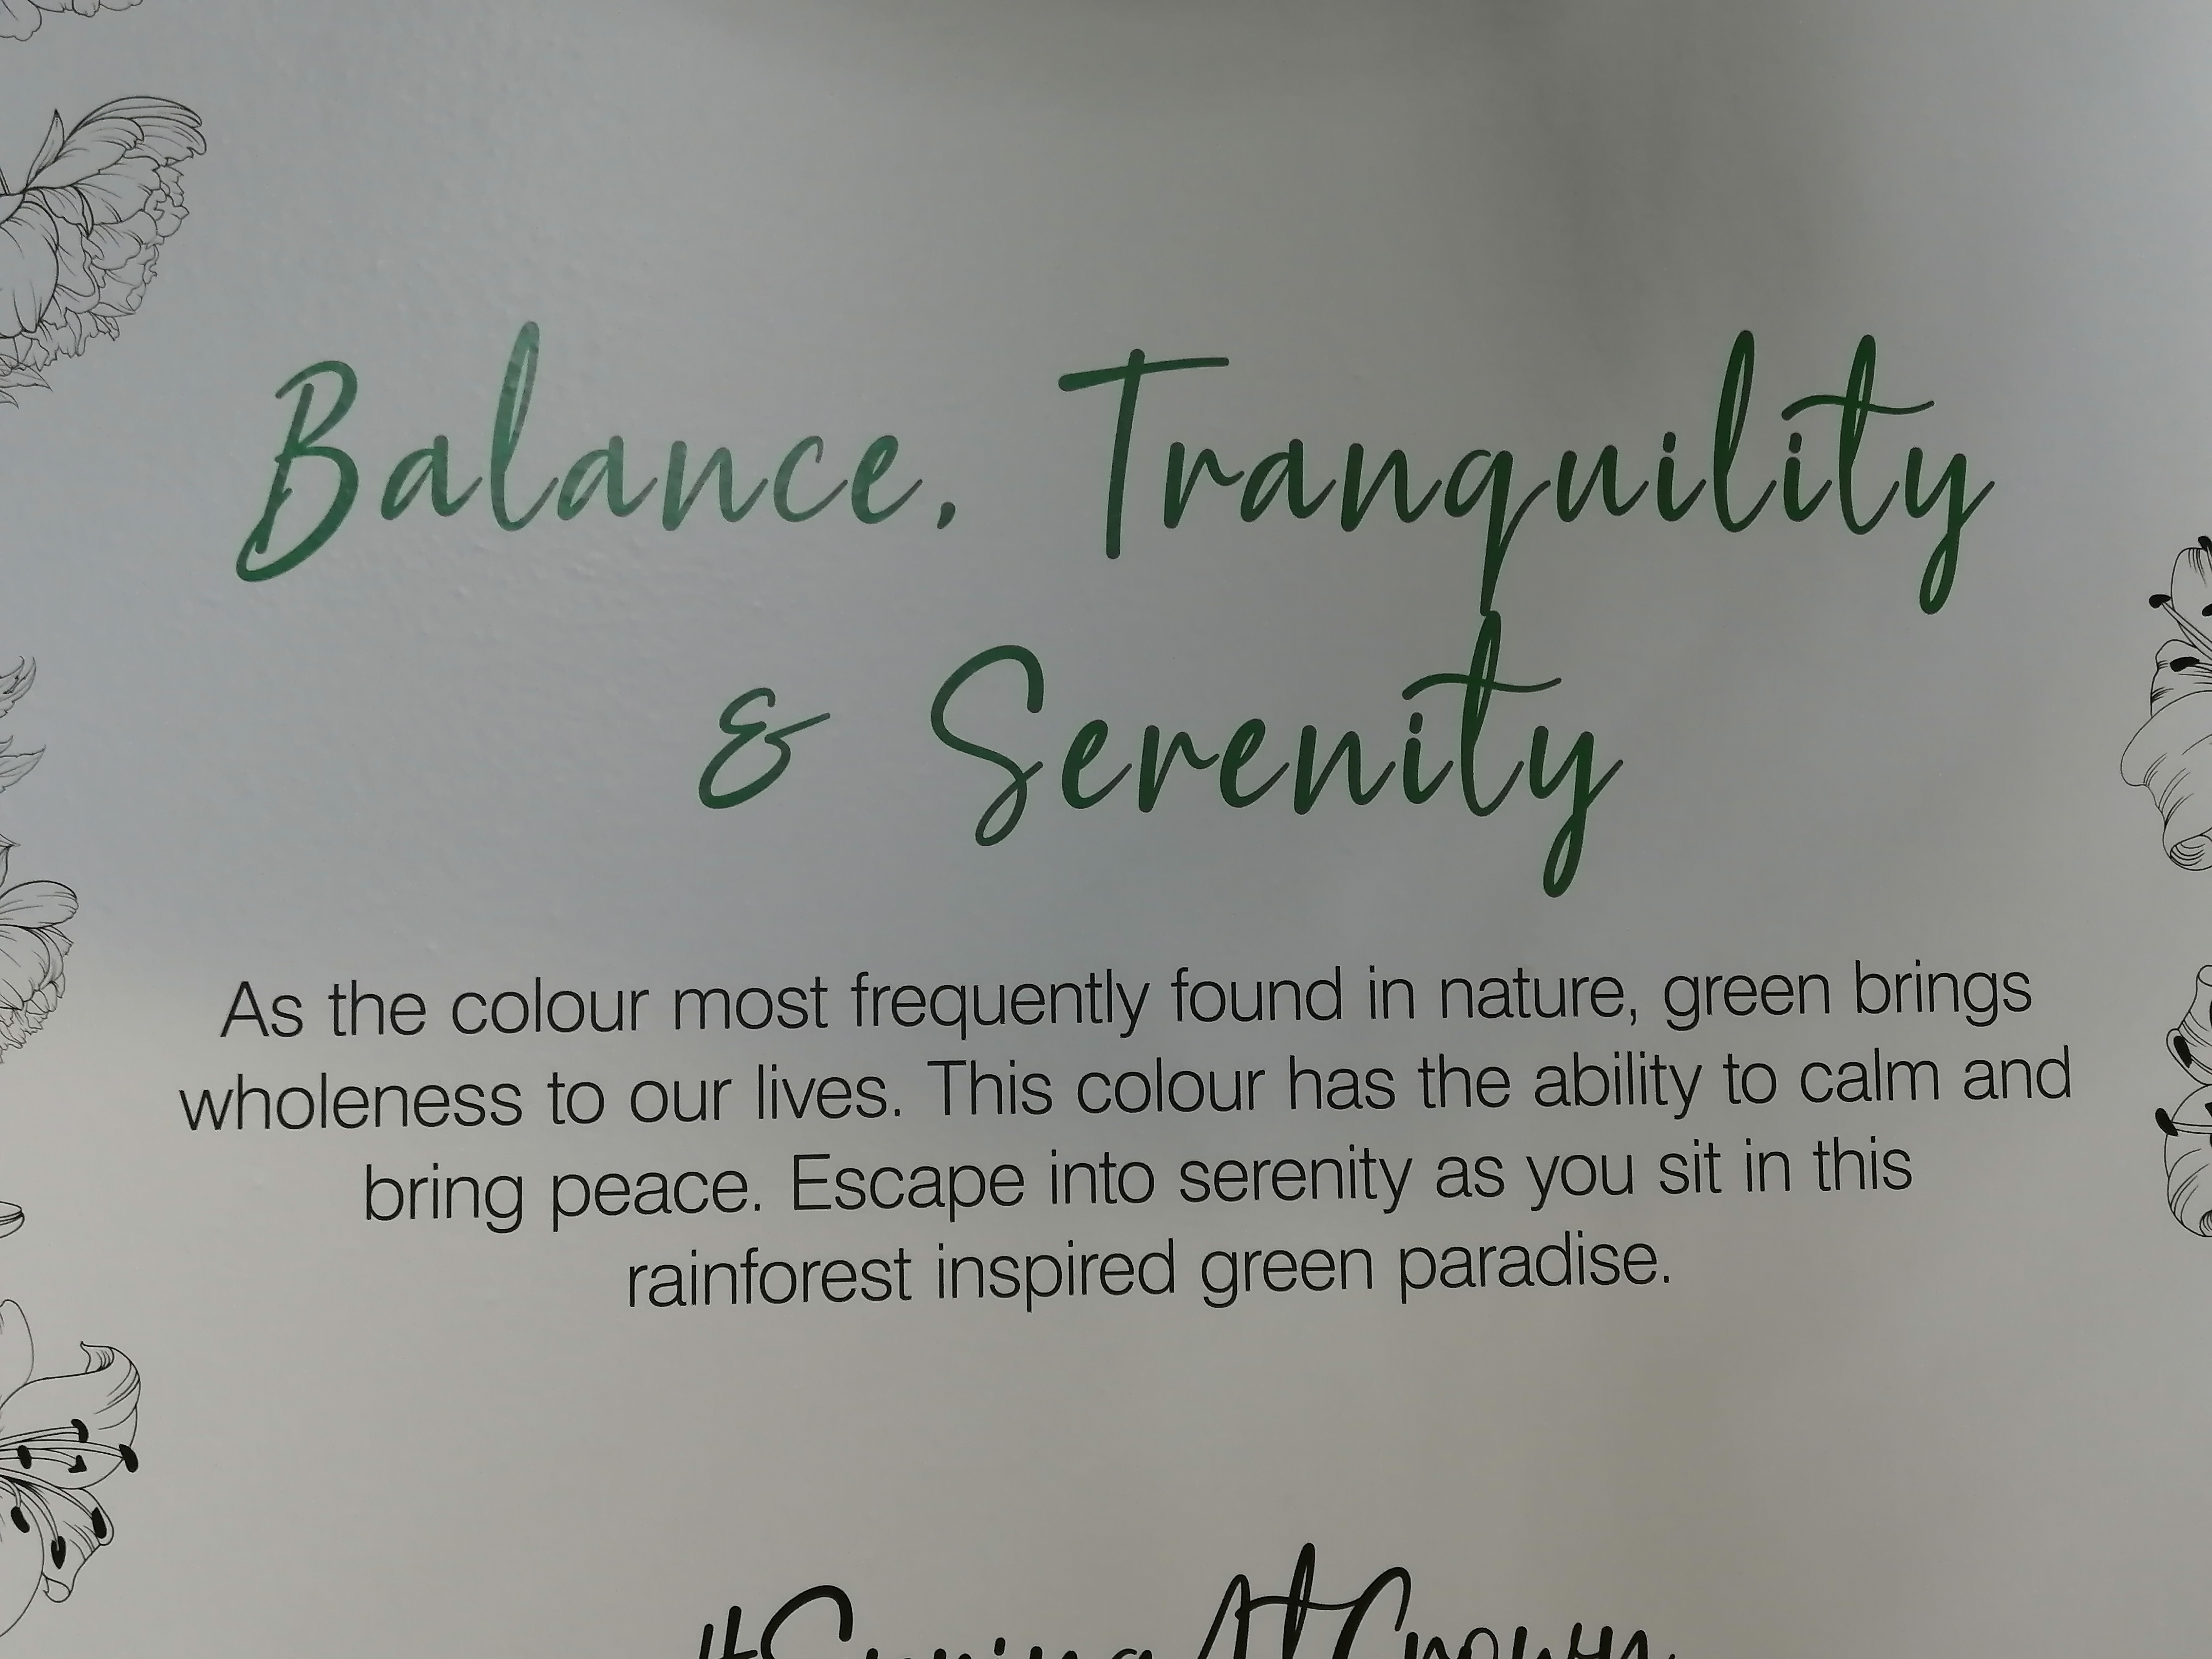 Balance, Tranquility
& Serenity
As the colour most frequently found in nature, green brings
wholeness to our lives. This colour has the ability to calm and
bring peace. Escape into serenity as you sit in this
rainforest inspired green paradise.
#SpringAtCrown